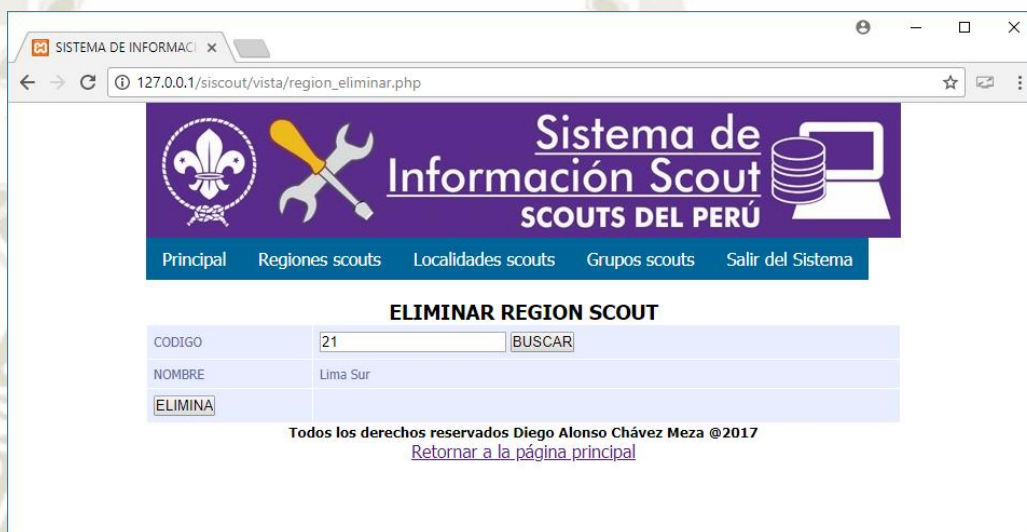 SISTEMA DE INFORMACI
127.0.0.1/siscout/vista/region_eliminar.php
Sistema de
Información Scout
SCOUTS DEL PERÚ
Principal Regiones scouts Localidades scouts Grupos scouts Salir del Sistema
ELIMINAR REGION SCOUT
CODIGO 21 BUSCAR
NOMBRE Lima Sur
ELIMINA
Todos los derechos reservados Diego Alonso Chávez Meza @2017
Retornar a la página principal